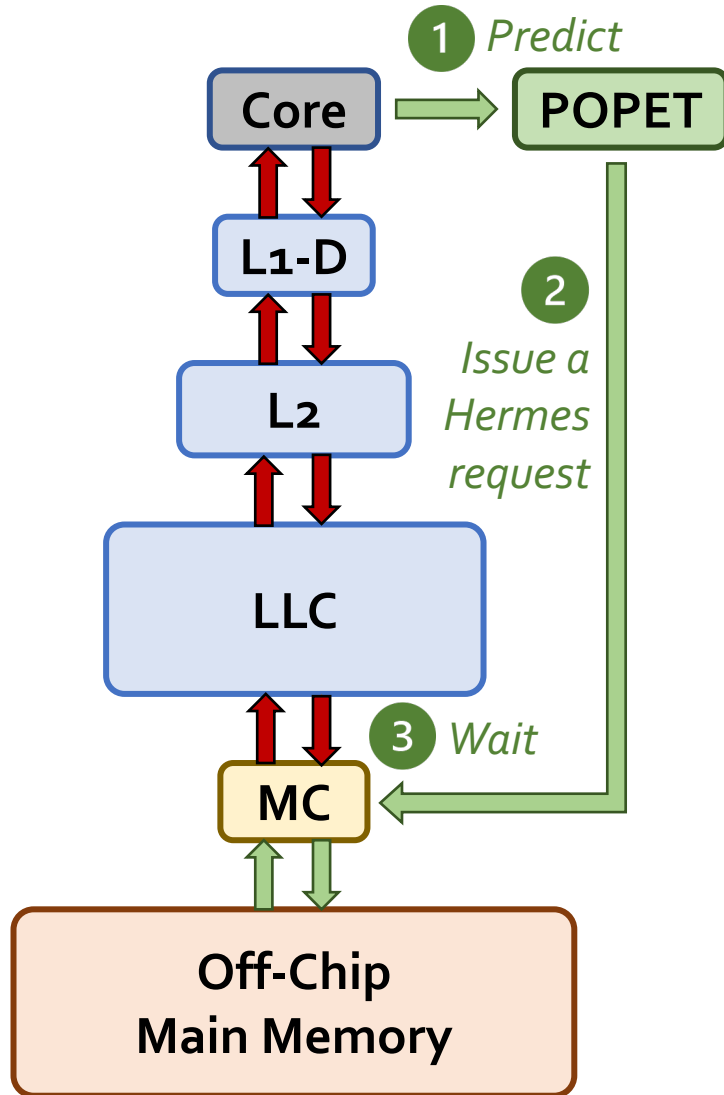 1 Predict
Core
POPET
L1-D
2
Issue a
Hermes
request
L2
LLC
3 Wait
MC
Off-Chip
Main Memory